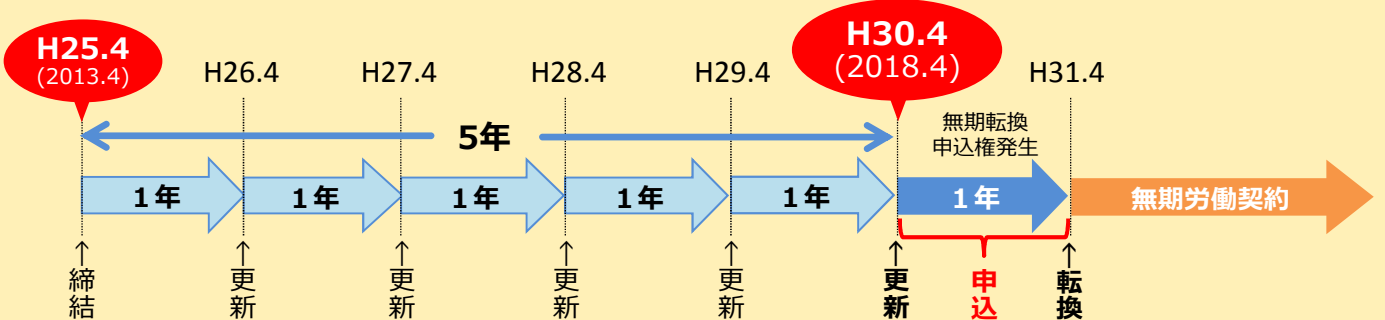 H25.4
(2013.4)
H26.4
H27.4
H28.4
H29.4
H30.4
(2018.4)
H31.4
5年
無期転換
申込権発生
1年
1年
1年
1年
1年
1年
無期労働契約
↑締結
↑更新
↑更新
↑更新
↑更新
↑更新
申込
↑転換